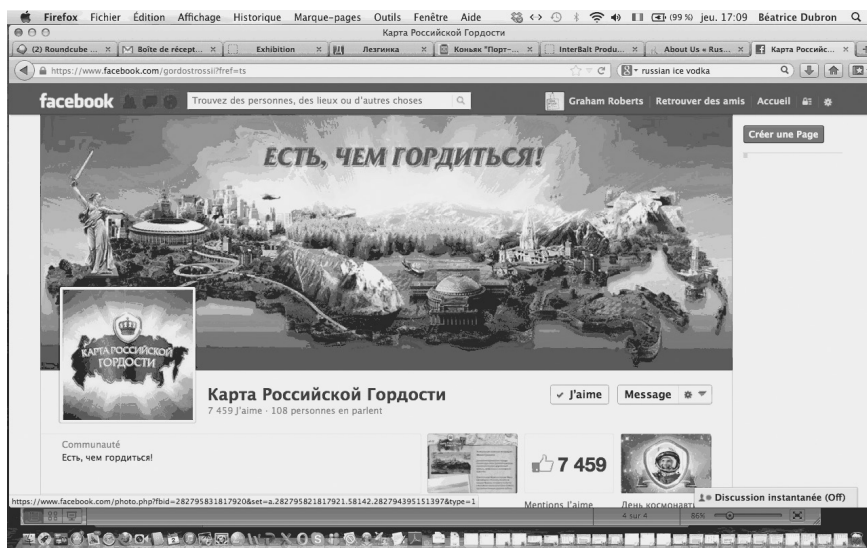 Firefox Fichier Édition Affichage Historique Marque-pages Outils Fenêtre Aide (99 %) jeu. 17:09 Béatrice Dubron
Карта Российской Гордости
(2) Roundcube ... × Boîte de récept... × Exhibition × Лезгинка × Коньяк "Порт-... × InterBalt Produ... × About Us « Rus... × Карта Российс... ×
https://www.facebook.com/gordostrossii?fref=ts russian ice vodka
facebook Trouvez des personnes, des lieux ou d'autres choses Graham Roberts Retrouver des amis Accueil
Créer une Page
ЕСТЬ, ЧЕМ ГОРДИТЬСЯ!
КАРТА РОССИЙСКОЙ
ГОРДОСТИ
Карта Российской Гордости
7 459 J'aime · 108 personnes en parlent
J'aime Message
Communauté
Есть, чем гордиться!
7 459
Mentions J'aime
День космонавти
Discussion instantanée (Off)
https://www.facebook.com/photo.php?fbid=282795831817920&set=a.282795821817921.58142.282794395151397&type=1
4 sur 4 66%